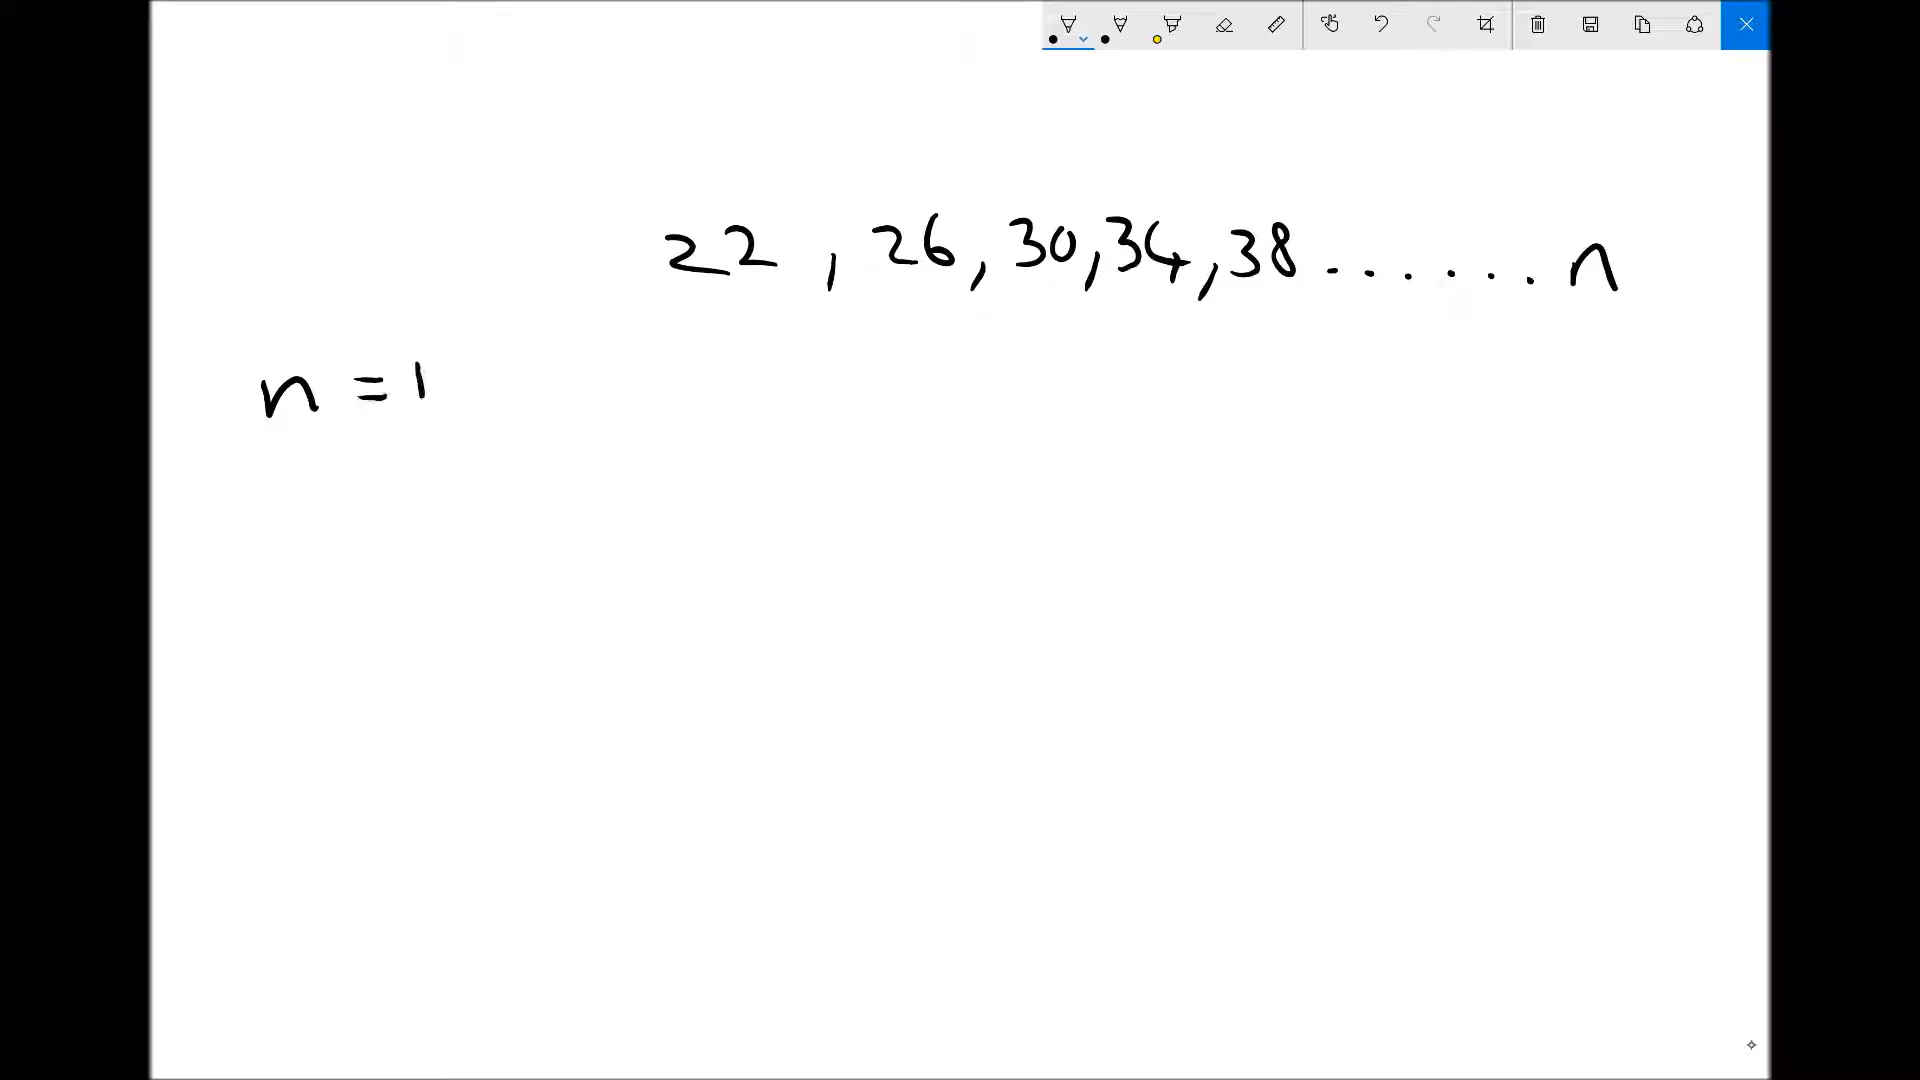 22 , 26, 30, 34, 38 . . . . . . n
n = 1